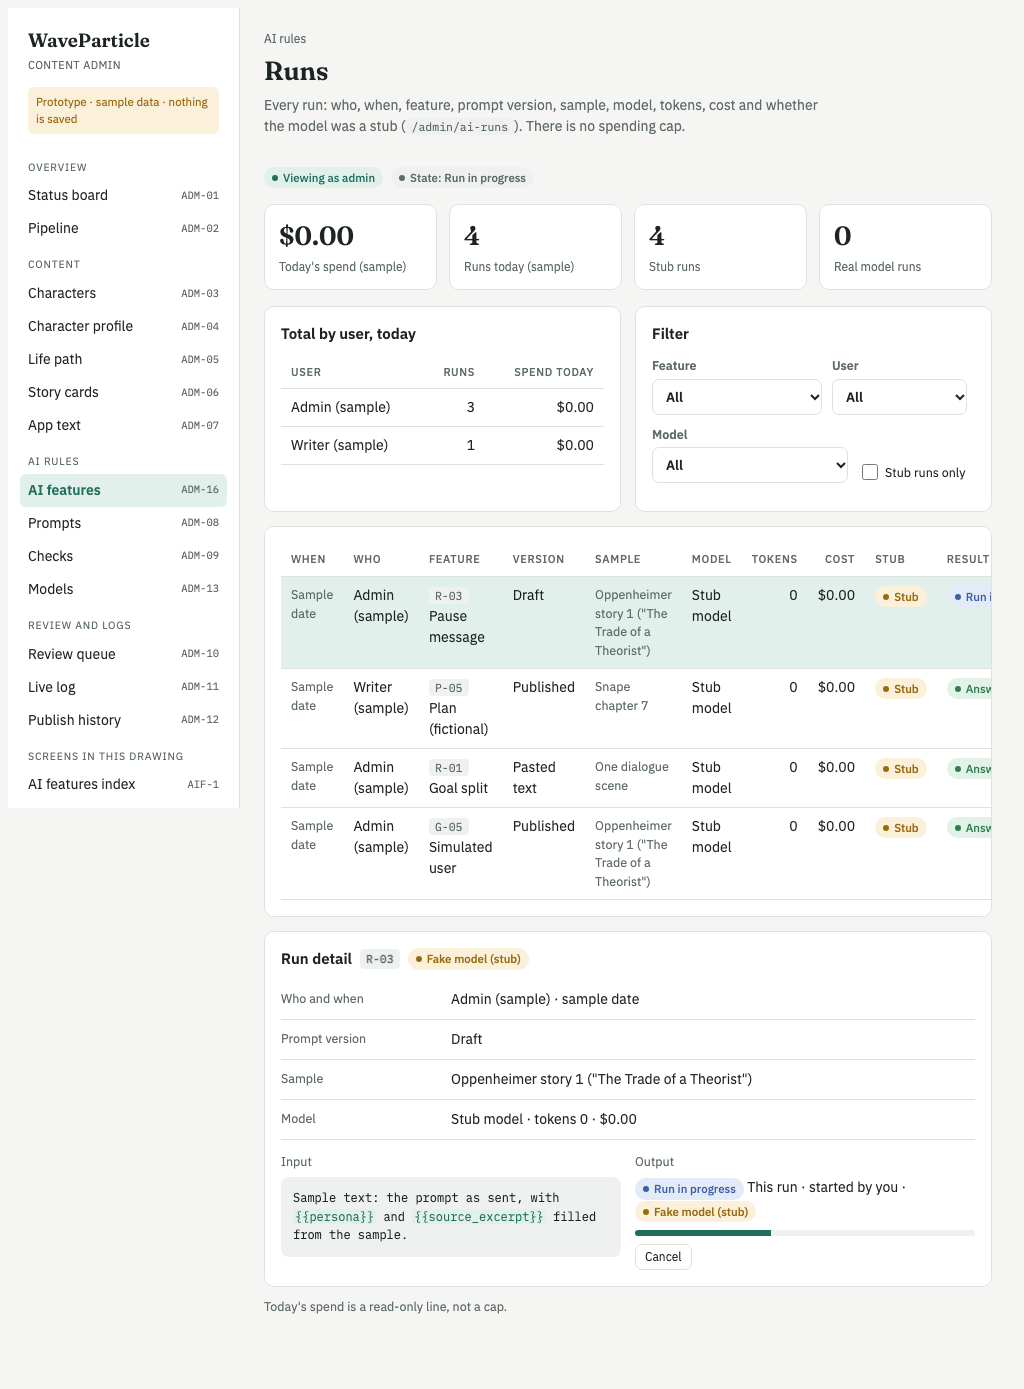 WaveParticle
CONTENT ADMIN
Prototype · sample data · nothing
is saved
OVERVIEW
Status board ADM-01
Pipeline ADM-02
CONTENT
Characters ADM-03
Character profile ADM-04
Life path ADM-05
Story cards ADM-06
App text ADM-07
AI RULES
AI features ADM-16
Prompts ADM-08
Checks ADM-09
Models ADM-13
REVIEW AND LOGS
Review queue ADM-10
Live log ADM-11
Publish history ADM-12
SCREENS IN THIS DRAWING
AI features index AIF-1
AI rules
Runs
Every run: who, when, feature, prompt version, sample, model, tokens, cost and whether
the model was a stub ( /admin/ai-runs ). There is no spending cap.
Viewing as admin State: Run in progress
$0.00
Today's spend (sample)
4
Runs today (sample)
4
Stub runs
0
Real model runs
Total by user, today
USER RUNS SPEND TODAY
Admin (sample) 3 $0.00
Writer (sample) 1 $0.00
Filter
Feature User
All All
Model
All Stub runs only
WHEN WHO FEATURE VERSION SAMPLE MODEL TOKENS COST STUB RESULT
Sample Admin R-03 Draft Oppenheimer Stub 0 $0.00 Stub Run i
date (sample) Pause story 1 ("The model
message Trade of a
Theorist")
Sample Writer P-05 Published Snape Stub 0 $0.00 Stub Answ
date (sample) Plan chapter 7 model
(fictional)
Sample Admin R-01 Pasted One dialogue Stub 0 $0.00 Stub Answ
date (sample) Goal split text scene model
Sample Admin G-05 Published Oppenheimer Stub 0 $0.00 Stub Answ
date (sample) Simulated story 1 ("The model
user Trade of a
Theorist")
Run detail R-03 Fake model (stub)
Who and when Admin (sample) · sample date
Prompt version Draft
Sample Oppenheimer story 1 ("The Trade of a Theorist")
Model Stub model · tokens 0 · $0.00
Input
Sample text: the prompt as sent, with
{{persona}} and {{source_excerpt}} filled
from the sample.
Output
Run in progress This run · started by you ·
Fake model (stub)
Cancel
Today's spend is a read-only line, not a cap.